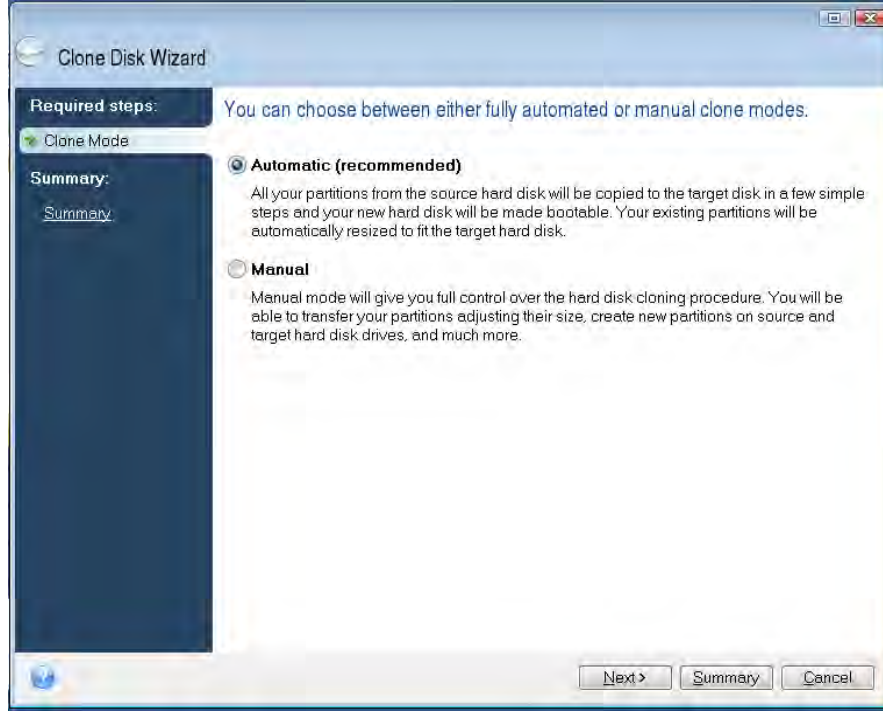 Clone Disk Wizard
Required steps:
Clone Mode
Summary:
Summary
You can choose between either fully automated or manual clone modes.
Automatic (recommended)
All your partitions from the source hard disk will be copied to the target disk in a few simple
steps and your new hard disk will be made bootable. Your existing partitions will be
automatically resized to fit the target hard disk.
Manual
Manual mode will give you full control over the hard disk cloning procedure. You will be
able to transfer your partitions adjusting their size, create new partitions on source and
target hard disk drives, and much more.
Next >
Summary
Cancel